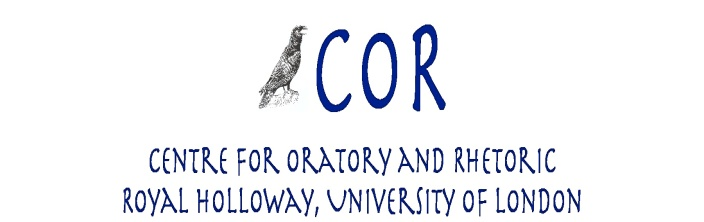 COR
CENTRE FOR ORATORY AND RHETORIC
ROYAL HOLLOWAY, UNIVERSITY OF LONDON